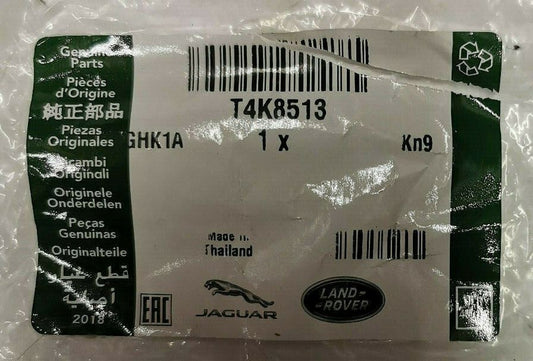 Genuine
Parts
Pièces
d'Origine
純正部品
Piezas
Originales
Ricambi
Originali
Originele
Onderdelen
Peças
Genuinas
Originalteile
قطع غيار
أصلية
2018
T4K8513
GHK1A 1 x Kn9
Made in
Thailand
EAC
JAGUAR
LAND-
-ROVER